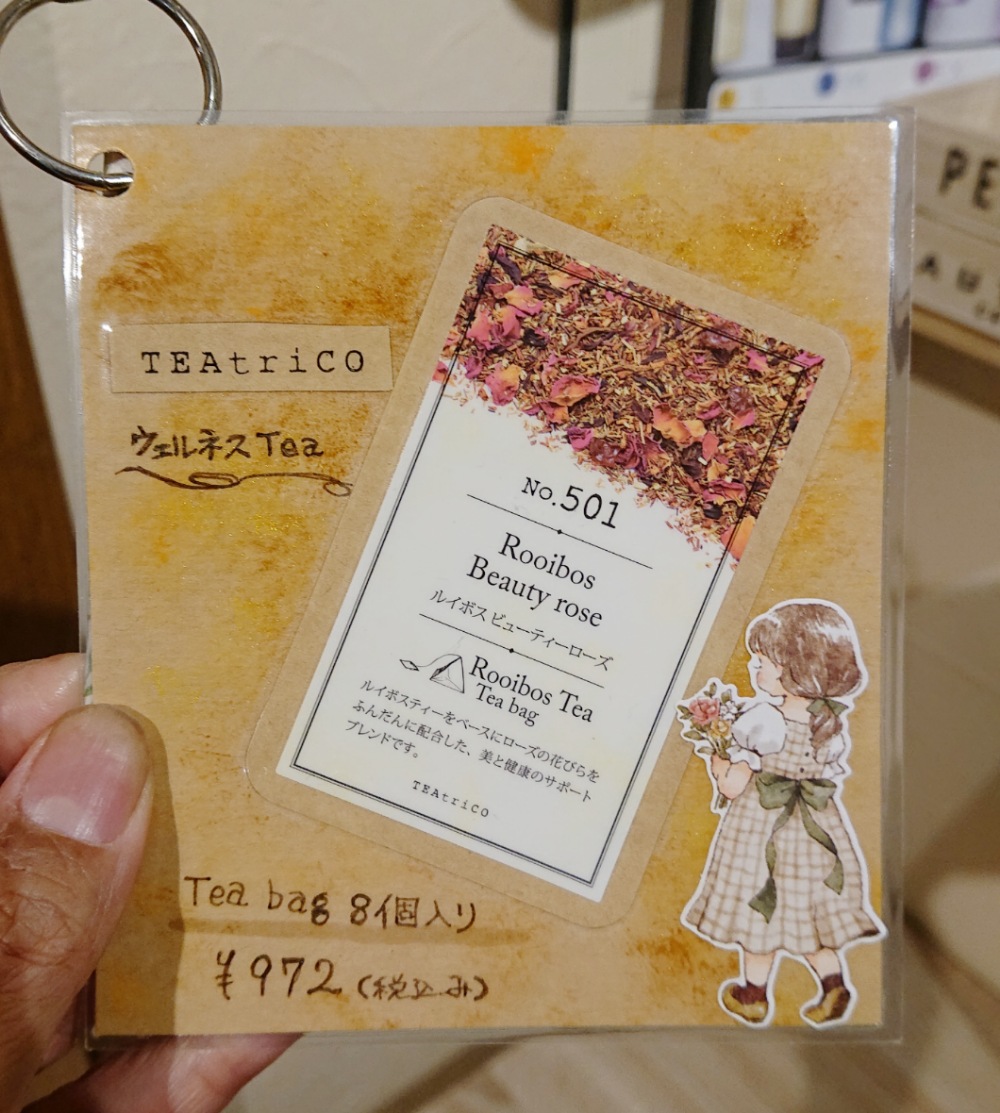 TEAtriCO
ウェルネス Tea
No.501
Rooibos
Beauty rose
ルイボス ビューティーローズ
Rooibos Tea
Tea bag
ルイボスティーをベースにローズの花びらを
ふんだんに配合した、美と健康のサポート
ブレンドです。
TEAtriCO
Tea bag 8個入り
¥972(税込み)
PE